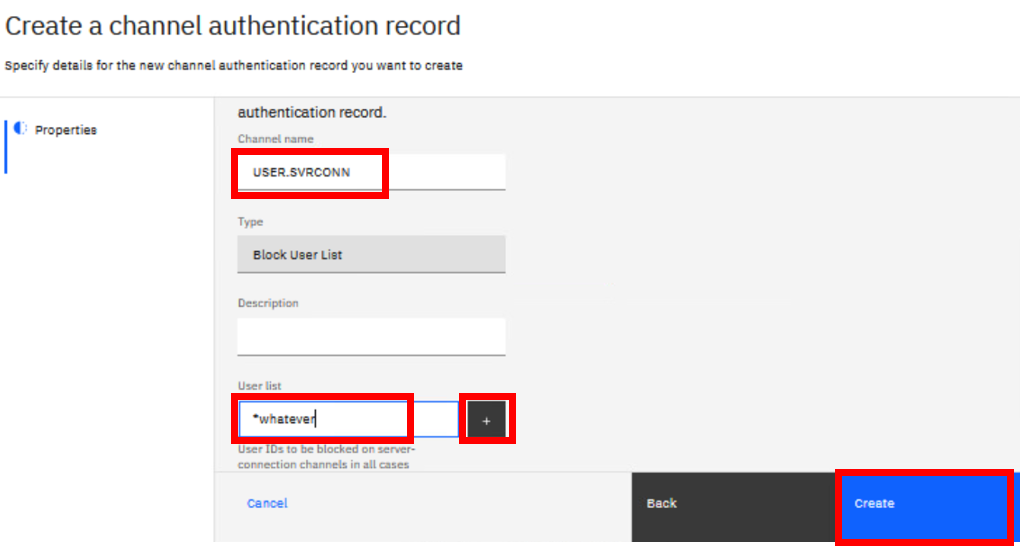 Create a channel authentication record
Specify details for the new channel authentication record you want to create
Properties
authentication record.
Channel name
USER.SVRCONN
Type
Block User List
Description
User list
*whatever
+
User IDs to be blocked on server-
connection channels in all cases
Cancel
Back
Create